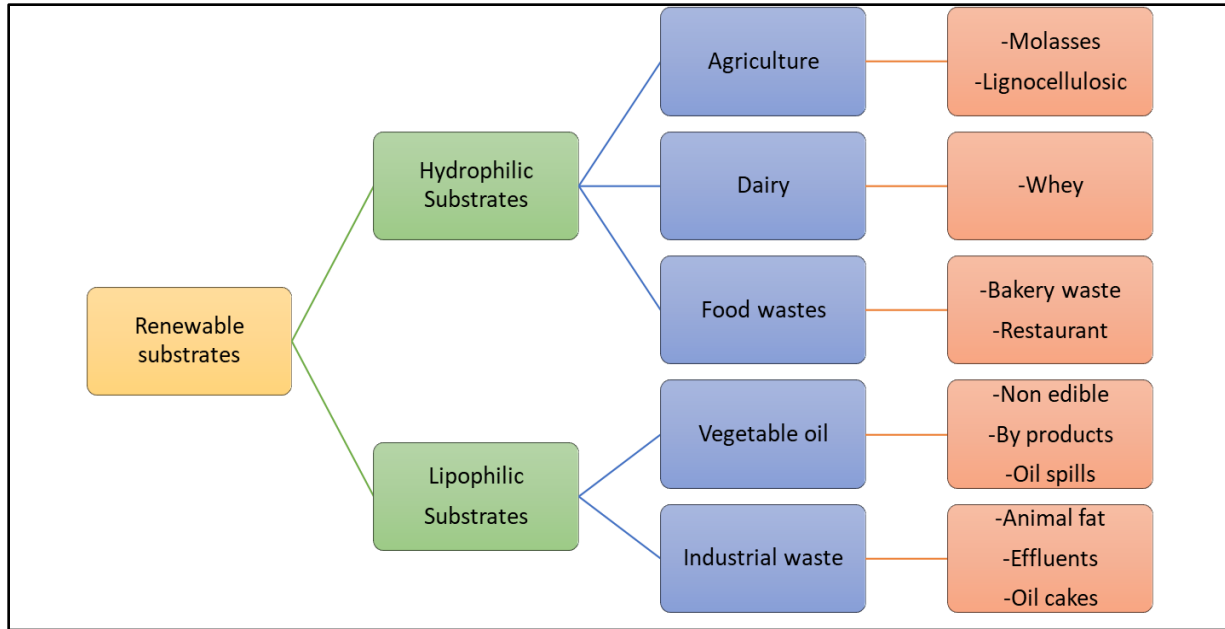 Renewable
substrates
Hydrophilic
Substrates
Lipophilic
Substrates
Agriculture
Dairy
Food wastes
Vegetable oil
Industrial waste
-Molasses
-Lignocellulosic
-Whey
-Bakery waste
-Restaurant
-Non edible
-By products
-Oil spills
-Animal fat
-Effluents
-Oil cakes